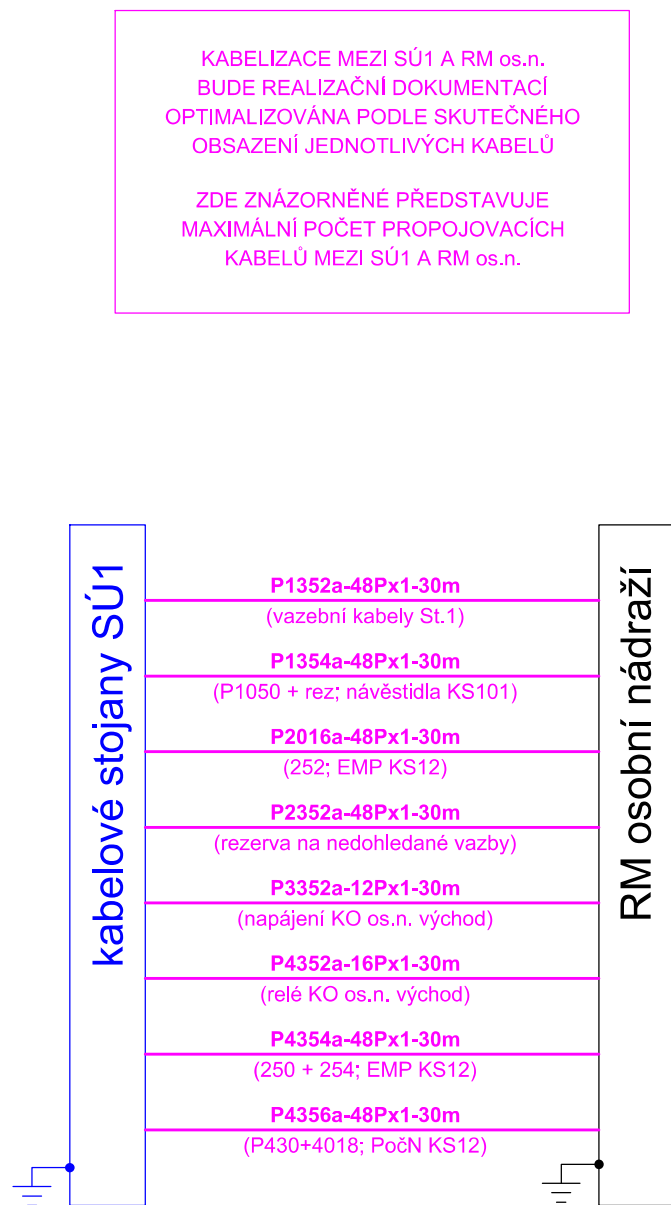 KABELIZACE MEZI SÚ1 A RM os.n.
BUDE REALIZAČNÍ DOKUMENTACÍ
OPTIMALIZOVÁNA PODLE SKUTEČNÉHO
OBSAZENÍ JEDNOTLIVÝCH KABELŮ
ZDE ZNÁZORNĚNÉ PŘEDSTAVUJE
MAXIMÁLNÍ POČET PROPOJOVACÍCH
KABELŮ MEZI SÚ1 A RM os.n.
kabelové stojany SÚ1
P1352a-48Px1-30m
(vazební kabely St.1)
P1354a-48Px1-30m
(P1050 + rez; návěstidla KS101)
P2016a-48Px1-30m
(252; EMP KS12)
P2352a-48Px1-30m
(rezerva na nedohledané vazby)
P3352a-12Px1-30m
(napájení KO os.n. východ)
P4352a-16Px1-30m
(relé KO os.n. východ)
P4354a-48Px1-30m
(250 + 254; EMP KS12)
P4356a-48Px1-30m
(P430+4018; PočN KS12)
RM osobní nádraží